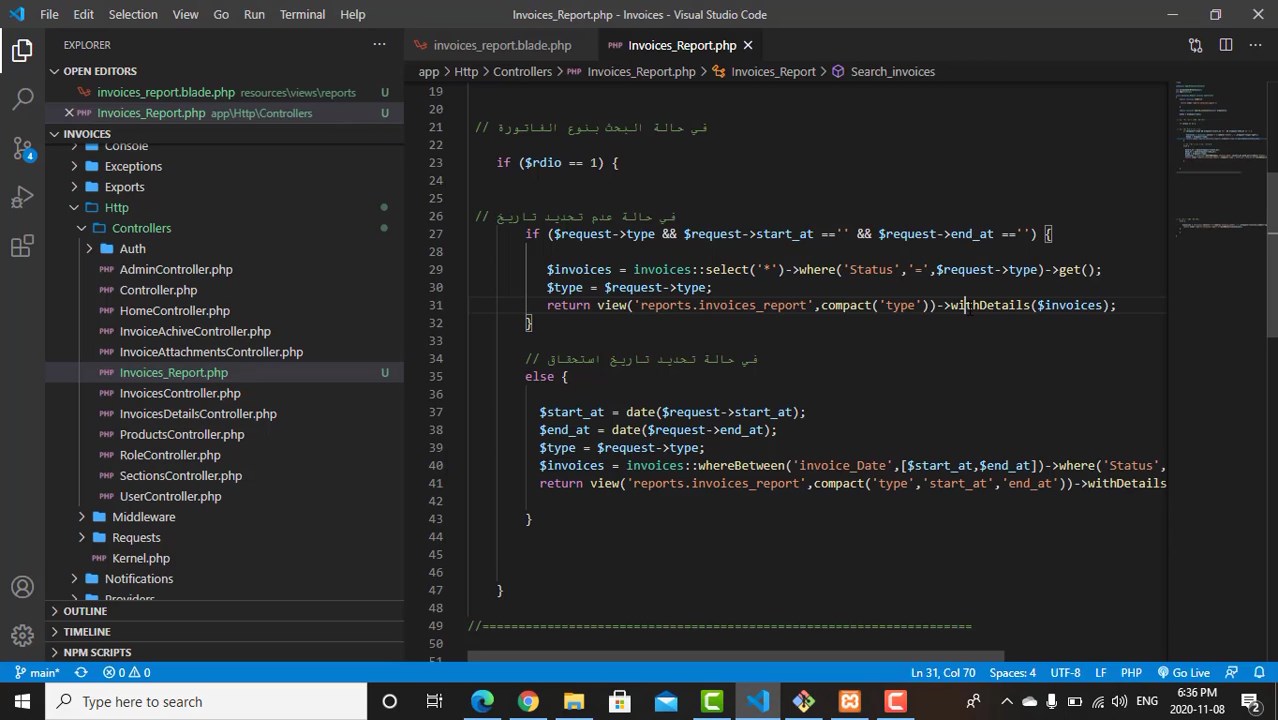 File Edit Selection View Go Run Terminal Help Invoices_Report.php - Invoices - Visual Studio Code
EXPLORER
OPEN EDITORS
invoices_report.blade.php resources\views\reports U
Invoices_Report.php app\Http\Controllers U
INVOICES
Console
Exceptions
Exports
Http
Controllers
Auth
AdminController.php
Controller.php
HomeController.php
InvoiceAchiveController.php
InvoiceAttachmentsController.php
Invoices_Report.php U
InvoicesController.php
InvoicesDetailsController.php
ProductsController.php
RoleController.php
SectionsController.php
UserController.php
Middleware
Requests
Kernel.php
Notifications
Providers
OUTLINE
TIMELINE
NPM SCRIPTS
invoices_report.blade.php Invoices_Report.php
app > Http > Controllers > Invoices_Report.php > Invoices_Report > Search_invoices
19
20
21 // في حالة البحث بنوع الفاتورة
22
23 if ($rdio == 1) {
24
25
26 // في حالة عدم تحديد تاريخ
27 if ($request->type && $request->start_at =='' && $request->end_at =='') {
28
29 $invoices = invoices::select('*')->where('Status','=',$request->type)->get();
30 $type = $request->type;
31 return view('reports.invoices_report',compact('type'))->withDetails($invoices);
32 }
33
34 // في حالة تحديد تاريخ استحقاق
35 else {
36
37 $start_at = date($request->start_at);
38 $end_at = date($request->end_at);
39 $type = $request->type;
40 $invoices = invoices::whereBetween('invoice_Date',[$start_at,$end_at])->where('Status',
41 return view('reports.invoices_report',compact('type','start_at','end_at'))->withDetails
42
43 }
44
45
46
47 }
48
49 //====================================================================
50
51
4
main* 0 0 Ln 31, Col 70 Spaces: 4 UTF-8 LF PHP Go Live
Type here to search ENG 6:36 PM
2020-11-08 2